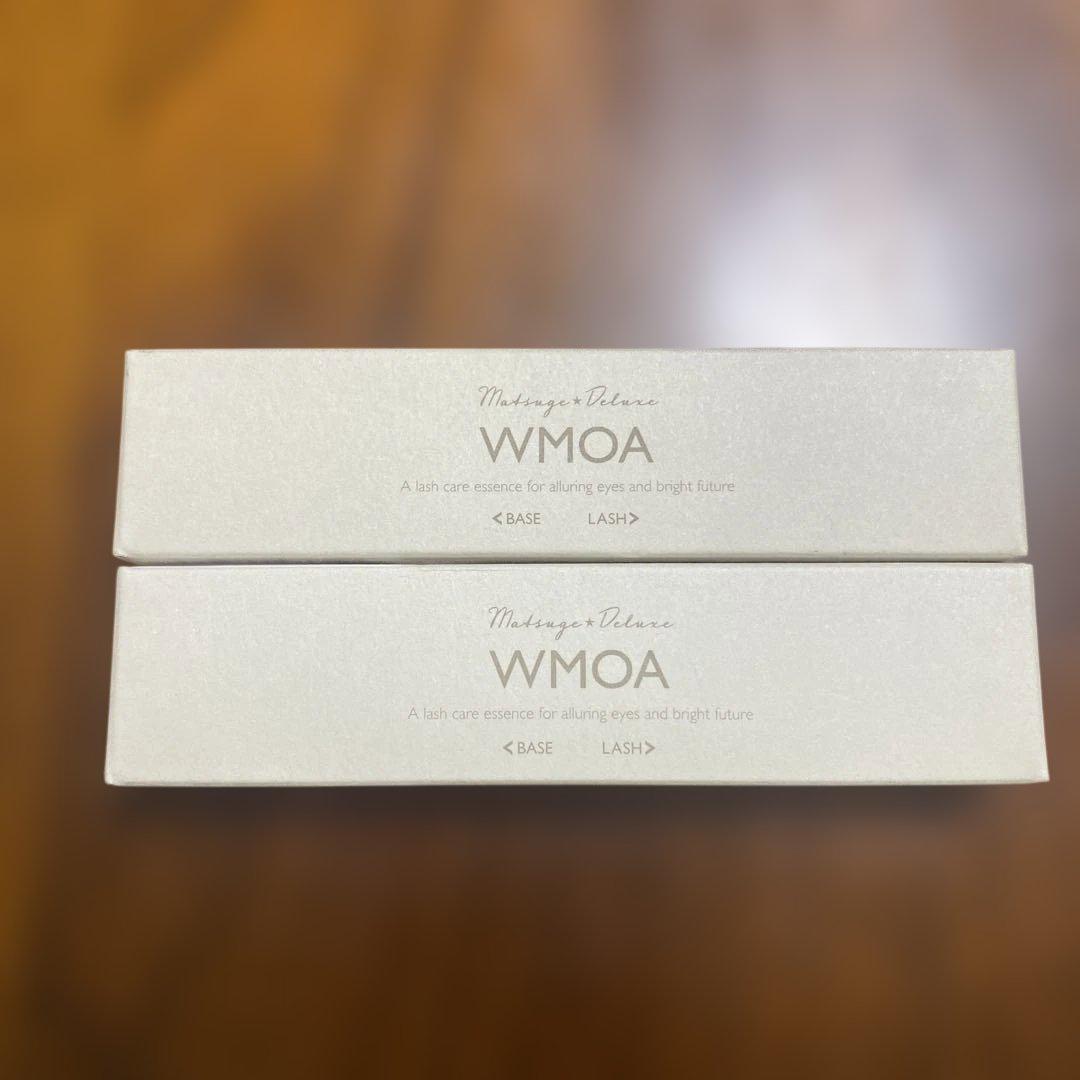 Matsuge★Deluxe
WMOA
A lash care essence for alluring eyes and bright future
<BASE LASH>
Matsuge★Deluxe
WMOA
A lash care essence for alluring eyes and bright future
<BASE LASH>